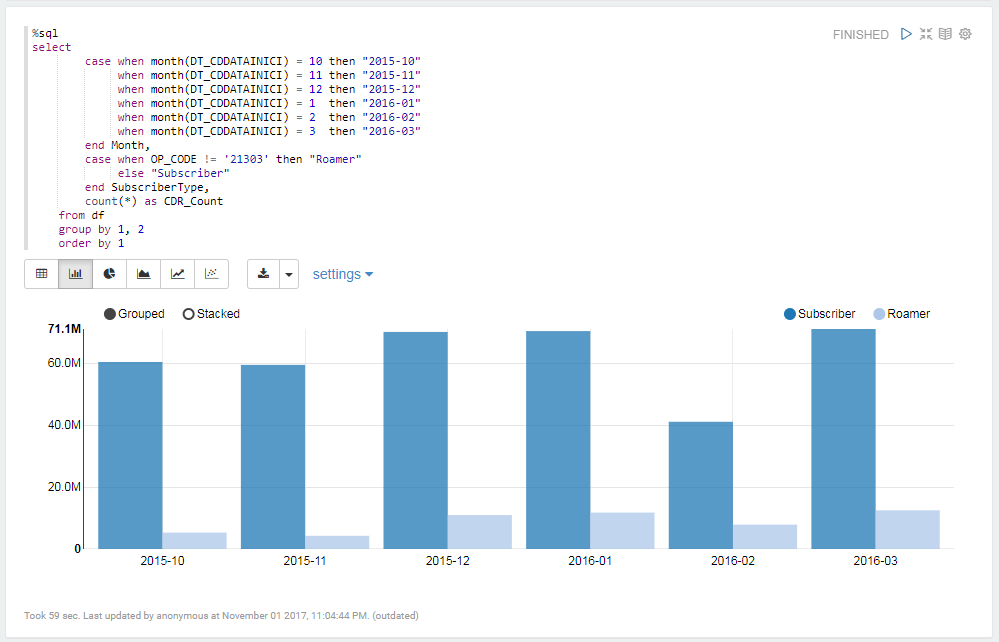 %sql
FINISHED
select
case when month(DT_CDDATAINICI) = 10 then "2015-10"
when month(DT_CDDATAINICI) = 11 then "2015-11"
when month(DT_CDDATAINICI) = 12 then "2015-12"
when month(DT_CDDATAINICI) = 1  then "2016-01"
when month(DT_CDDATAINICI) = 2  then "2016-02"
when month(DT_CDDATAINICI) = 3  then "2016-03"
end Month,
case when OP_CODE != '21303' then "Roamer"
else "Subscriber"
end SubscriberType,
count(*) as CDR_Count
from df
group by 1, 2
order by 1
settings
Grouped Stacked Subscriber Roamer
71.1M
60.0M
40.0M
20.0M
0
2015-10 2015-11 2015-12 2016-01 2016-02 2016-03
Took 59 sec. Last updated by anonymous at November 01 2017, 11:04:44 PM. (outdated)